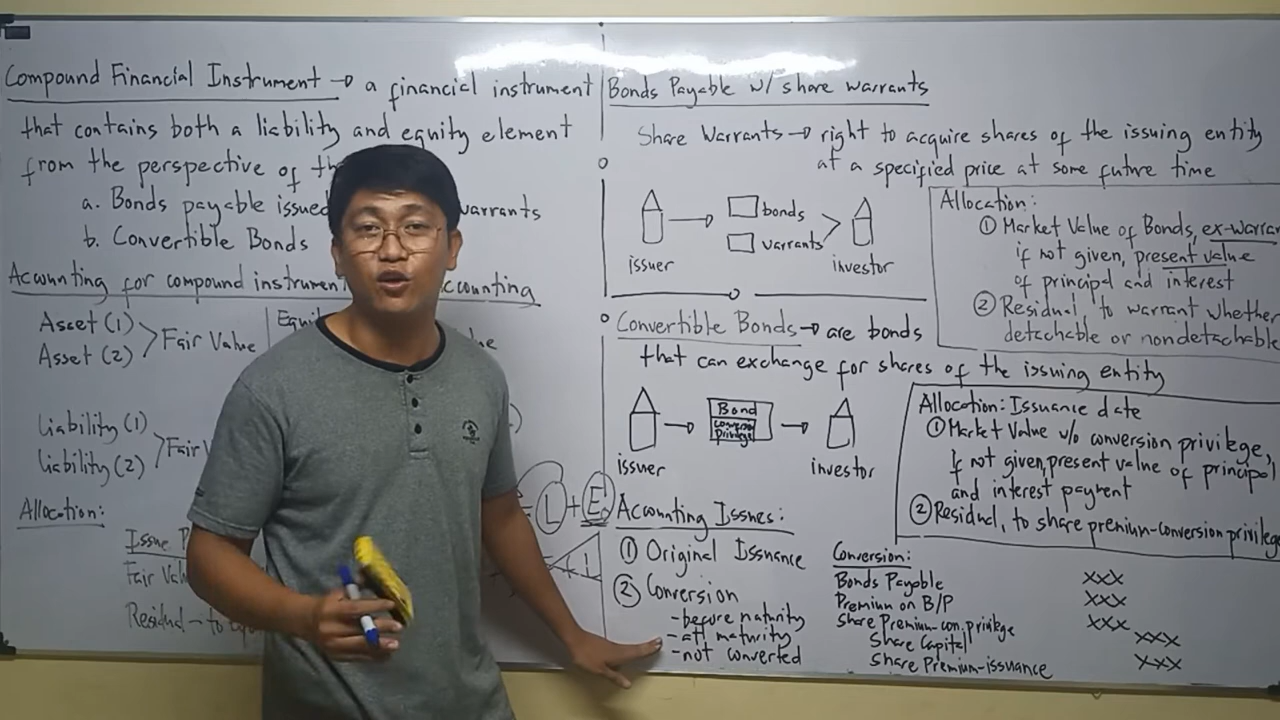 Compound Financial Instrument → a financial instrument
that contains both a liability and equity element
from the perspective of
a. Bonds payable issued warrants
b. Convertible Bonds
Accounting for compound
Asset (1)
Asset (2)
Fair Value
Liability (1)
Liability (2)
Fair
Allocation:
Issue
Fair
Residual - to
L + E
Bonds Payable w/ share warrants
Share Warrants → right to acquire shares of the issuing entity
at a specified price at some future time
bonds
warrants
issuer
investor
Allocation:
① Market Value of Bonds,
if not given, present value
of principal and interest
② Residual, to warrant whether
detachable or nondetachable
Convertible Bonds → are bonds
that can exchange for shares of the issuing entity
Bond
Conversion
Privilege
issuer
investor
Allocation: Issuance date
① Market Value w/o conversion privilege,
If not given, present value of principal
and interest payment
② Residual, to share premium-conversion privilege
Accounting Issues:
① Original Issuance
② Conversion
- before maturity
- att maturity
- not converted
Conversion:
Bonds Payable xxx
Premium on B/P xxx
Share Premium-con. privilege xxx
Share Capital xxx
Share Premium-issuance xxx